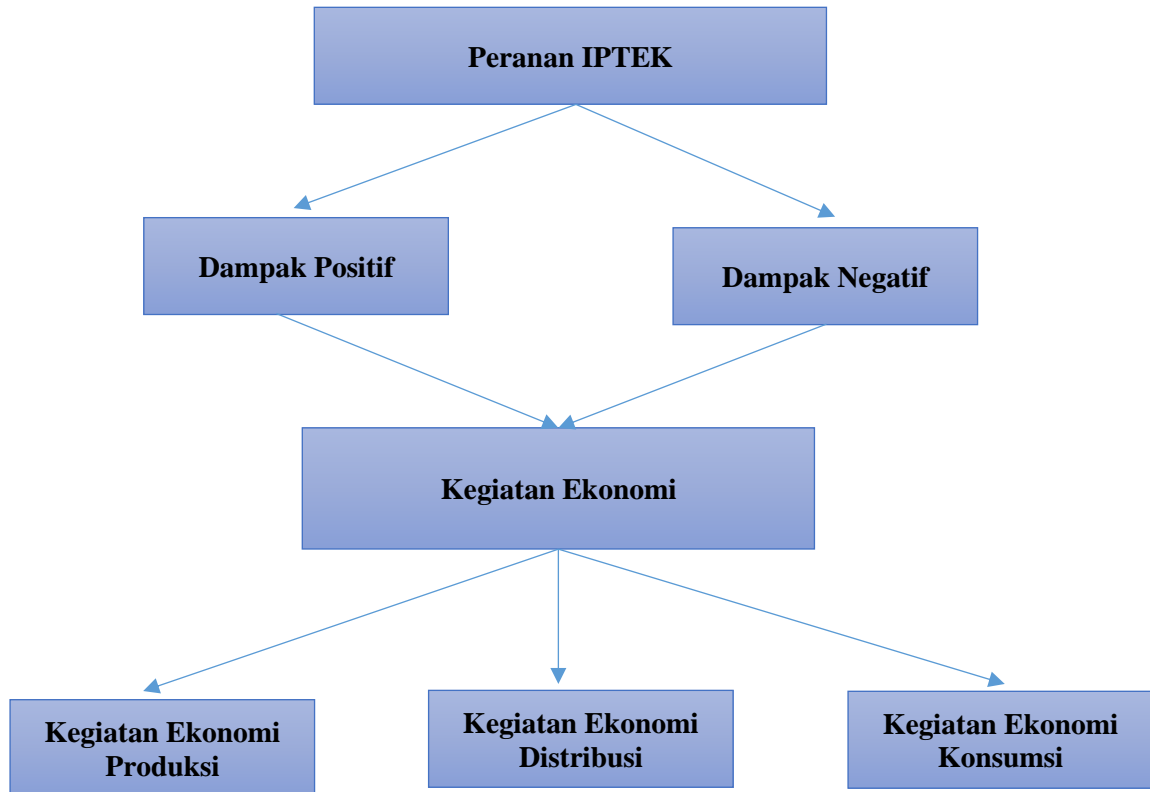 Peranan IPTEK
Dampak Positif
Dampak Negatif
Kegiatan Ekonomi
Kegiatan Ekonomi
Produksi
Kegiatan Ekonomi
Distribusi
Kegiatan Ekonomi
Konsumsi